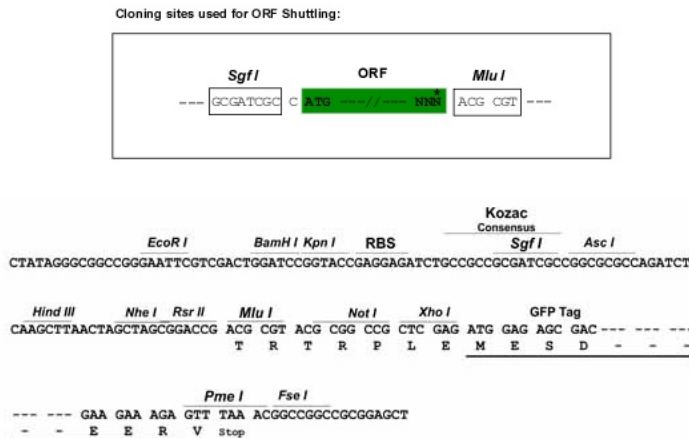 Cloning sites used for ORF Shuttling:
Sgf I ORF Mlu I
--- GCGATCGC C ATG ---//--- NNN* ACG CGT ---
Kozac
Consensus
EcoR I BamH I Kpn I RBS Sgf I Asc I
CTATAGGGCGGCCGGGAATTCGTCGACTGGATCCGGTACCGAGGAGATCTGCCGCCGCGATCGCCGGCGCGCCAGATCT
Hind III Nhe I Rsr II Mlu I Not I Xho I GFP Tag
CAAGCTTAACTAGCTAGCGGACCG ACG CGT ACG CGG CCG CTC GAG ATG GAG AGC GAC --- ---
T R T R P L E M E S D - - -
Pme I Fse I
--- --- GAA GAA AGA GTT TAA ACGGCCGGCCGCGGAGCT
- - E E R V Stop